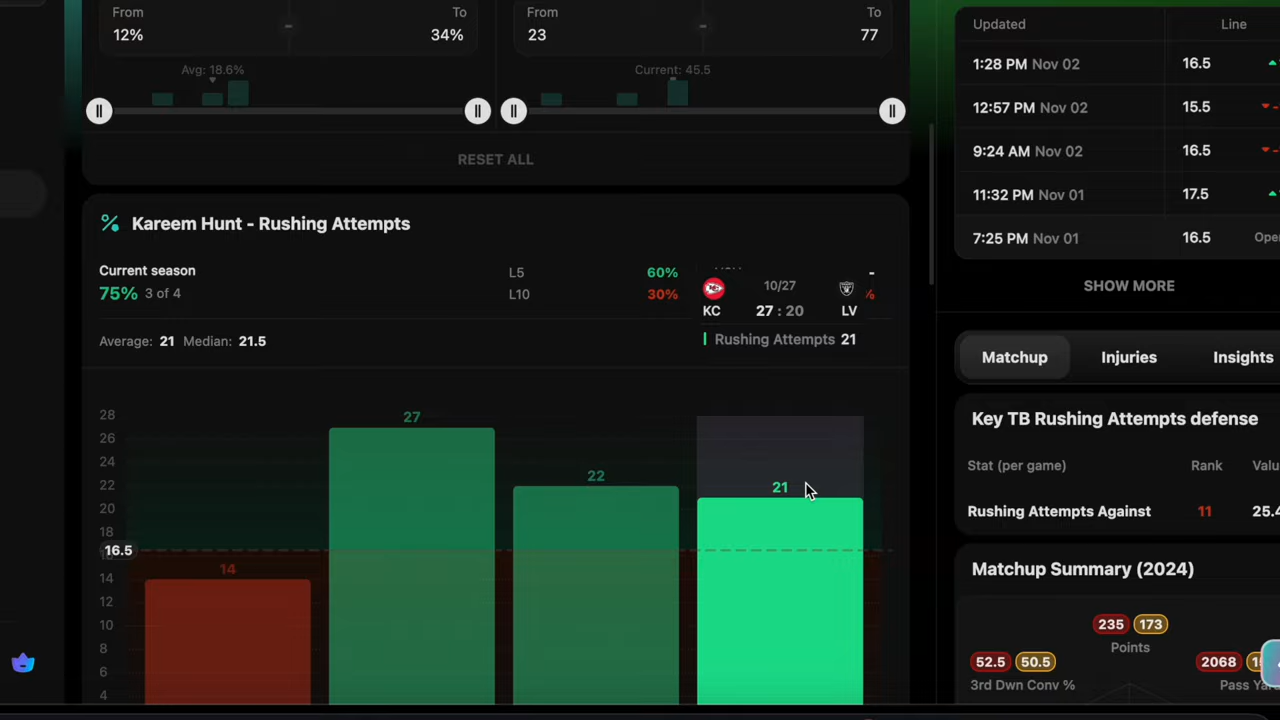 From To From To
12% 34% 23 77
Avg: 18.6% Current: 45.5
RESET ALL
Kareem Hunt - Rushing Attempts
Current season
75% 3 of 4
L5 60%
L10 30%
-
%
10/27
KC 27 : 20 LV
Rushing Attempts 21
Average: 21 Median: 21.5
28
26
24
22
20
18
16.5
14
12
10
8
6
4
14
27
22
21
Updated Line
1:28 PM Nov 02 16.5
12:57 PM Nov 02 15.5
9:24 AM Nov 02 16.5
11:32 PM Nov 01 17.5
7:25 PM Nov 01 16.5
SHOW MORE
Matchup Injuries Insights
Key TB Rushing Attempts defense
Stat (per game) Rank
Rushing Attempts Against 11 25.4
Matchup Summary (2024)
235 173
Points
52.5 50.5
3rd Dwn Conv %
2068
Pass